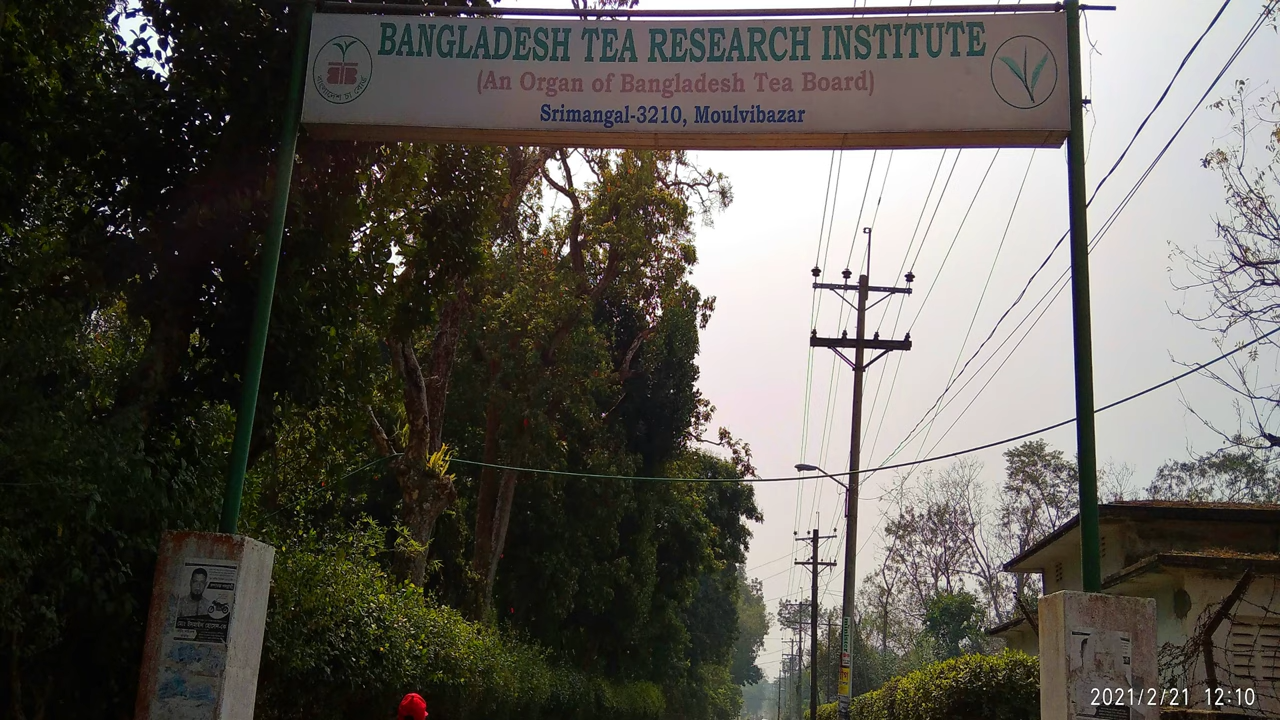 BANGLADESH TEA RESEARCH INSTITUTE
(An Organ of Bangladesh Tea Board)
Srimangal-3210, Moulvibazar
বাংলাদেশ চা বোর্ড
2021/2/21 12:10